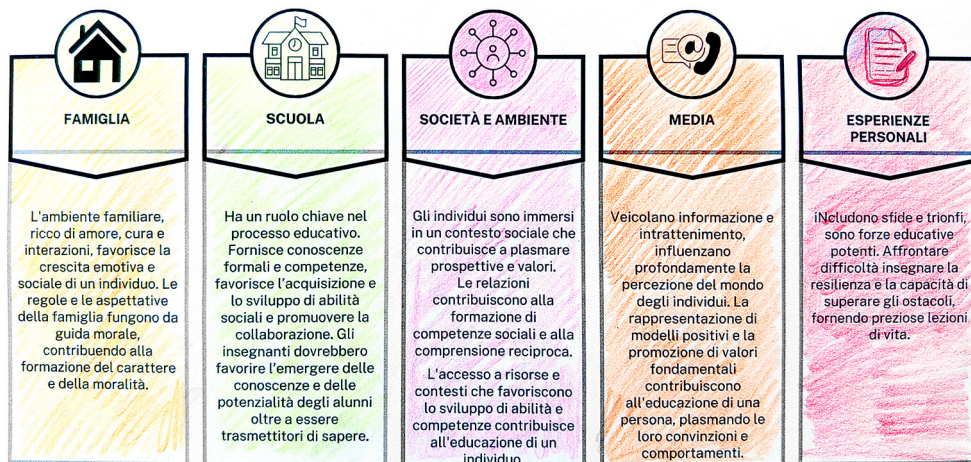 FAMIGLIA
L'ambiente familiare,
ricco di amore, cura e
interazioni, favorisce la
crescita emotiva e
sociale di un individuo. Le
regole e le aspettative
della famiglia fungono da
guida morale,
contribuendo alla
formazione del carattere
e della moralità.
SCUOLA
Ha un ruolo chiave nel
processo educativo.
Fornisce conoscenze
formali e competenze,
favorisce l'acquisizione e
lo sviluppo di abilità
sociali e promuovere la
collaborazione. Gli
insegnanti dovrebbero
favorire l'emergere delle
conoscenze e delle
potenzialità degli alunni
oltre a essere
trasmettitori di sapere.
SOCIETÀ E AMBIENTE
Gli individui sono immersi
in un contesto sociale che
contribuisce a plasmare
prospettive e valori.
Le relazioni
contribuiscono alla
formazione di
competenze sociali e alla
comprensione reciproca.
L'accesso a risorse e
contesti che favoriscono
lo sviluppo di abilità e
competenze contribuisce
all'educazione di un
individuo
MEDIA
Veicolano informazione e
intrattenimento,
influenzano
profondamente la
percezione del mondo
degli individui. La
rappresentazione di
modelli positivi e la
promozione di valori
fondamentali
contribuiscono
all'educazione di una
persona, plasmando le
loro convinzioni e
comportamenti.
ESPERIENZE
PERSONALI
iNcludono sfide e trionfi,
sono forze educative
potenti. Affrontare
difficoltà insegnare la
resilienza e la capacità di
superare gli ostacoli,
fornendo preziose lezioni
di vita.